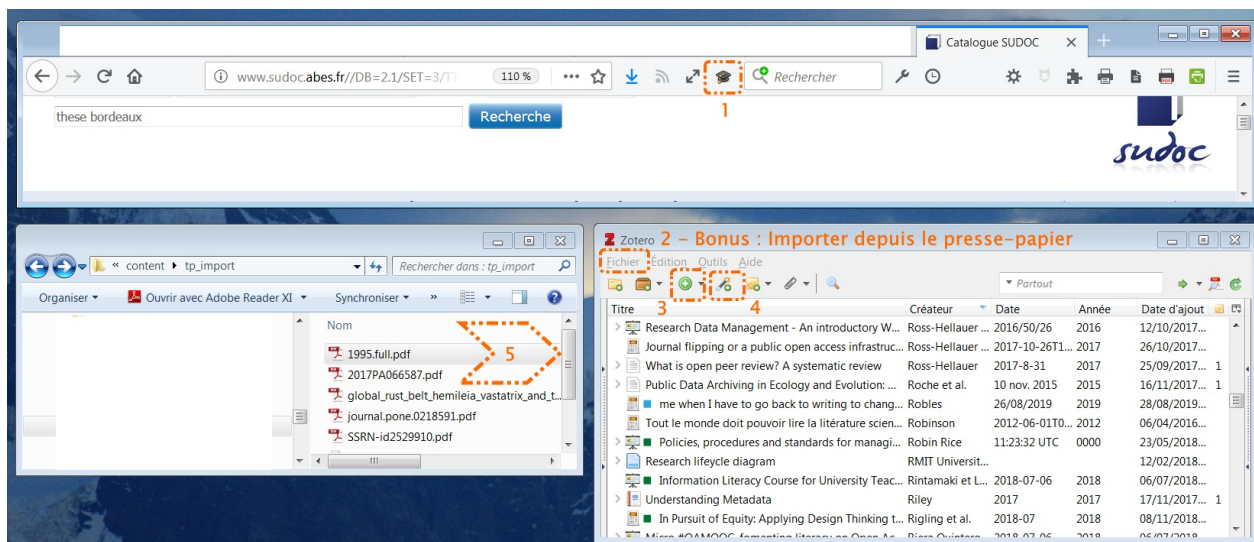 Catalogue SUDOC
www.sudoc.abes.fr//DB=2.1/SET=3/T
110 %
Rechercher
1
these bordeaux
Recherche
sudoc
content tp_import
Rechercher dans : tp_import
Organiser
Ouvrir avec Adobe Reader XI
Synchroniser
»
Nom
1995.full.pdf
2017PA066587.pdf
global_rust_belt_hemileia_vastatrix_and_t...
journal.pone.0218591.pdf
SSRN-id2529910.pdf
5
Zotero 2 – Bonus : Importer depuis le presse-papier
Fichier Édition Outils Aide
Partout
3 4
Titre Créateur Date Année Date d'ajout
Research Data Management - An introductory W... Ross-Hellauer ... 2016/50/26 2016 12/10/2017...
Journal flipping or a public open access infrastruc... Ross-Hellauer ... 2017-10-26T1... 2017 26/10/2017...
What is open peer review? A systematic review Ross-Hellauer 2017-8-31 2017 25/09/2017... 1
Public Data Archiving in Ecology and Evolution: ... Roche et al. 10 nov. 2015 2015 16/11/2017... 1
me when I have to go back to writing to chang... Robles 26/08/2019 2019 28/08/2019...
Tout le monde doit pouvoir lire la litérature scien... Robinson 2012-06-01T0... 2012 06/04/2016...
Policies, procedures and standards for managi... Robin Rice 11:23:32 UTC 0000 23/05/2018...
Research lifeycle diagram RMIT Universit... 12/02/2018...
Information Literacy Course for University Teac... Rintamaki et L... 2018-07-06 2018 06/07/2018...
Understanding Metadata Riley 2017 2017 17/11/2017... 1
In Pursuit of Equity: Applying Design Thinking t... Rigling et al. 2018-07 2018 08/11/2018...